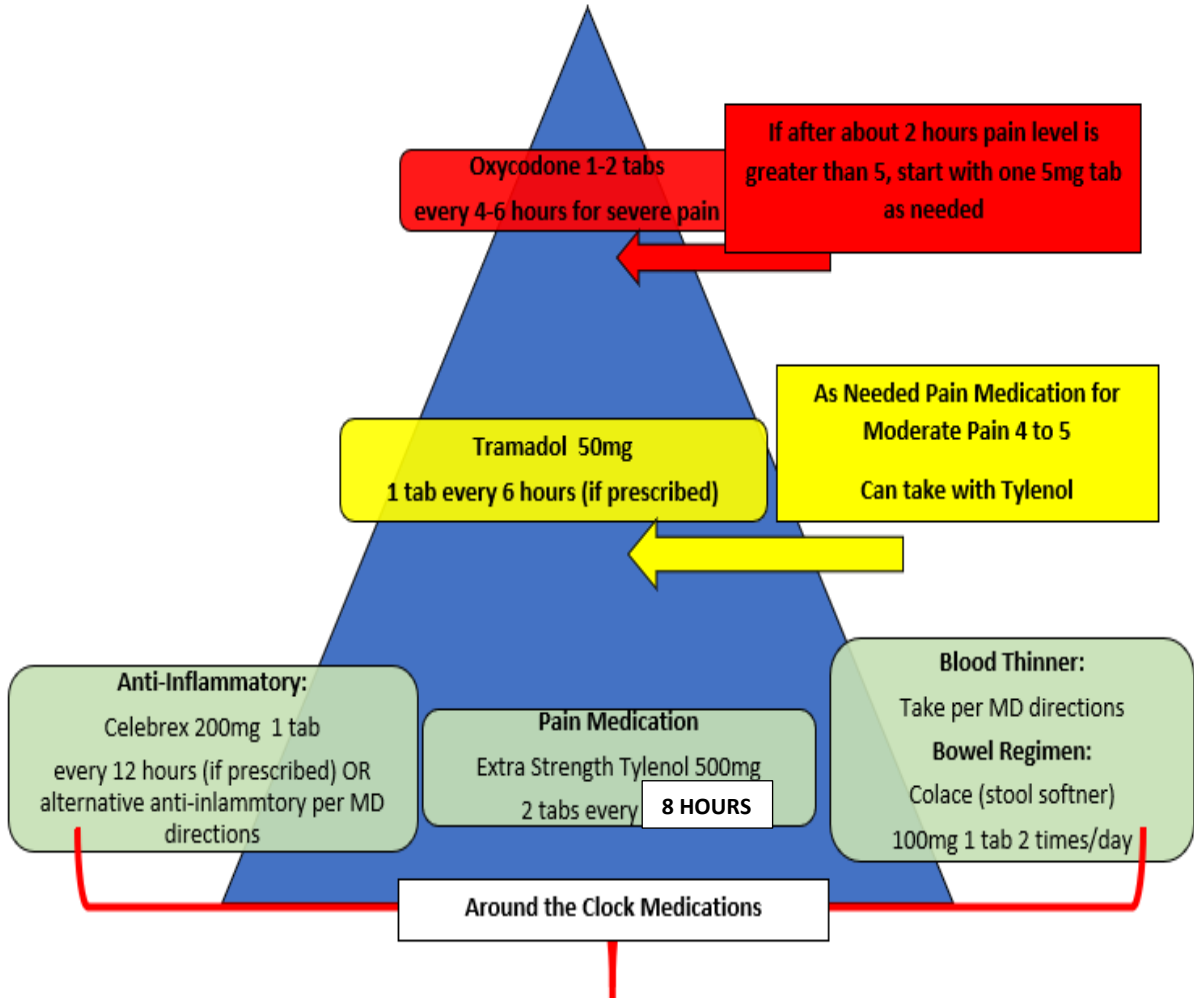 Oxycodone 1-2 tabs
every 4-6 hours for severe pain
If after about 2 hours pain level is
greater than 5, start with one 5mg tab
as needed
Tramadol 50mg
1 tab every 6 hours (if prescribed)
As Needed Pain Medication for
Moderate Pain 4 to 5
Can take with Tylenol
Anti-Inflammatory:
Celebrex 200mg 1 tab
every 12 hours (if prescribed) OR
alternative anti-inlammtory per MD
directions
Pain Medication
Extra Strength Tylenol 500mg
2 tabs every 8 HOURS
Blood Thinner:
Take per MD directions
Bowel Regimen:
Colace (stool softner)
100mg 1 tab 2 times/day
Around the Clock Medications